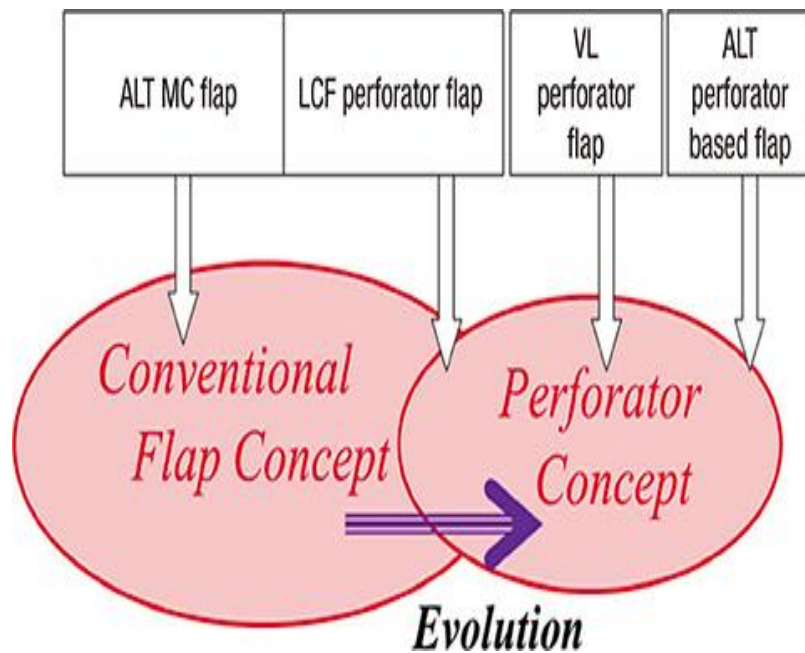 ALT MC flap
LCF perforator flap
VL
perforator
flap
ALT
perforator
based flap
Conventional
Flap Concept
Perforator
Concept
Evolution